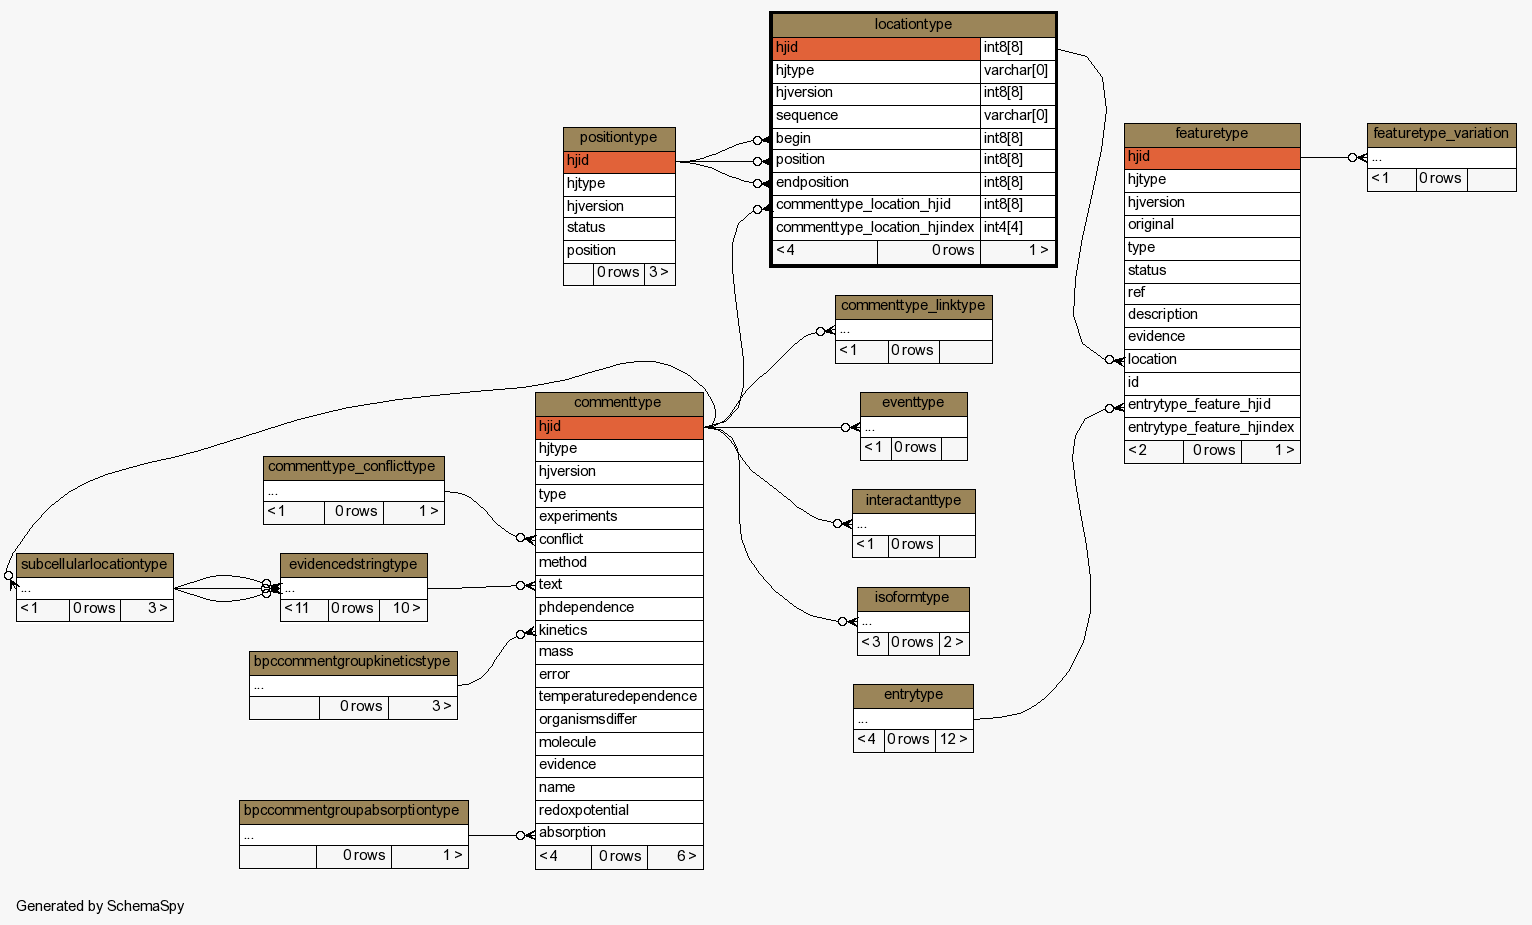 locationtype
hjid int8[8]
hjtype varchar[0]
hjversion int8[8]
sequence varchar[0]
begin int8[8]
position int8[8]
endposition int8[8]
commenttype_location_hjid int8[8]
commenttype_location_hjindex int4[4]
< 4 0 rows 1 >
positiontype
hjid
hjtype
hjversion
status
position
0 rows 3 >
featuretype
hjid
hjtype
hjversion
original
type
status
ref
description
evidence
location
id
entrytype_feature_hjid
entrytype_feature_hjindex
< 2 0 rows 1 >
featuretype_variation
...
< 1 0 rows
commenttype_linktype
...
< 1 0 rows
commenttype
hjid
hjtype
hjversion
type
experiments
conflict
method
text
phdependence
kinetics
mass
error
temperaturedependence
organismsdiffer
molecule
evidence
name
redoxpotential
absorption
< 4 0 rows 6 >
eventtype
...
< 1 0 rows
commenttype_conflicttype
...
< 1 0 rows 1 >
interactanttype
...
< 1 0 rows
subcellularlocationtype
...
< 1 0 rows 3 >
evidencedstringtype
...
< 11 0 rows 10 >
isoformtype
...
< 3 0 rows 2 >
bpccommentgroupkineticstype
...
0 rows 3 >
entrytype
...
< 4 0 rows 12 >
bpccommentgroupabsorptiontype
...
0 rows 1 >
Generated by SchemaSpy